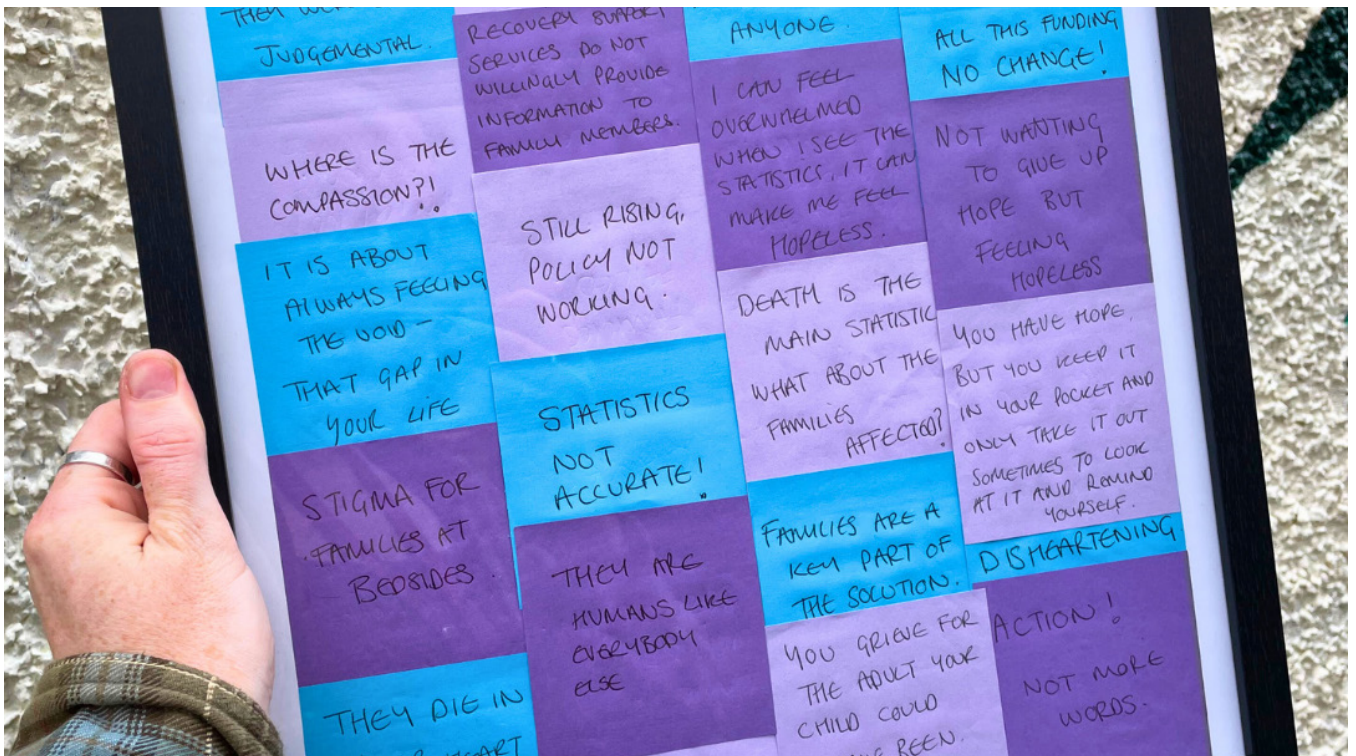 THEY WERE
JUDGEMENTAL.
WHERE IS THE
COMPASSION?!
IT IS ABOUT
ALWAYS FEELING
THE VOID –
THAT GAP IN
YOUR LIFE
STIGMA FOR
FAMILIES AT
BEDSIDES
THEY DIE IN
RECOVERY SUPPORT
SERVICES DO NOT
WILLINGLY PROVIDE
INFORMATION TO
FAMILY MEMBERS.
STILL RISING,
POLICY NOT
WORKING.
STATISTICS
NOT
ACCURATE!
THEY ARE
HUMANS LIKE
EVERYBODY
ELSE
ANYONE.
I CAN FEEL
OVERWHELMED
WHEN I SEE THE
STATISTICS, IT CAN
MAKE ME FEEL
HOPELESS.
DEATH IS THE
MAIN STATISTIC
WHAT ABOUT THE
FAMILIES
AFFECTED?
FAMILIES ARE A
KEY PART OF
THE SOLUTION.
YOU GRIEVE FOR
THE ADULT YOUR
CHILD COULD
BEEN.
ALL THIS FUNDING
NO CHANGE!
NOT WANTING
TO GIVE UP
HOPE BUT
FEELING
HOPELESS
YOU HAVE HOPE,
BUT YOU KEEP IT
IN YOUR POCKET AND
ONLY TAKE IT OUT
SOMETIMES TO LOOK
AT IT AND REMIND
YOURSELF.
DISHEARTENING
ACTION!
NOT MORE
WORDS.